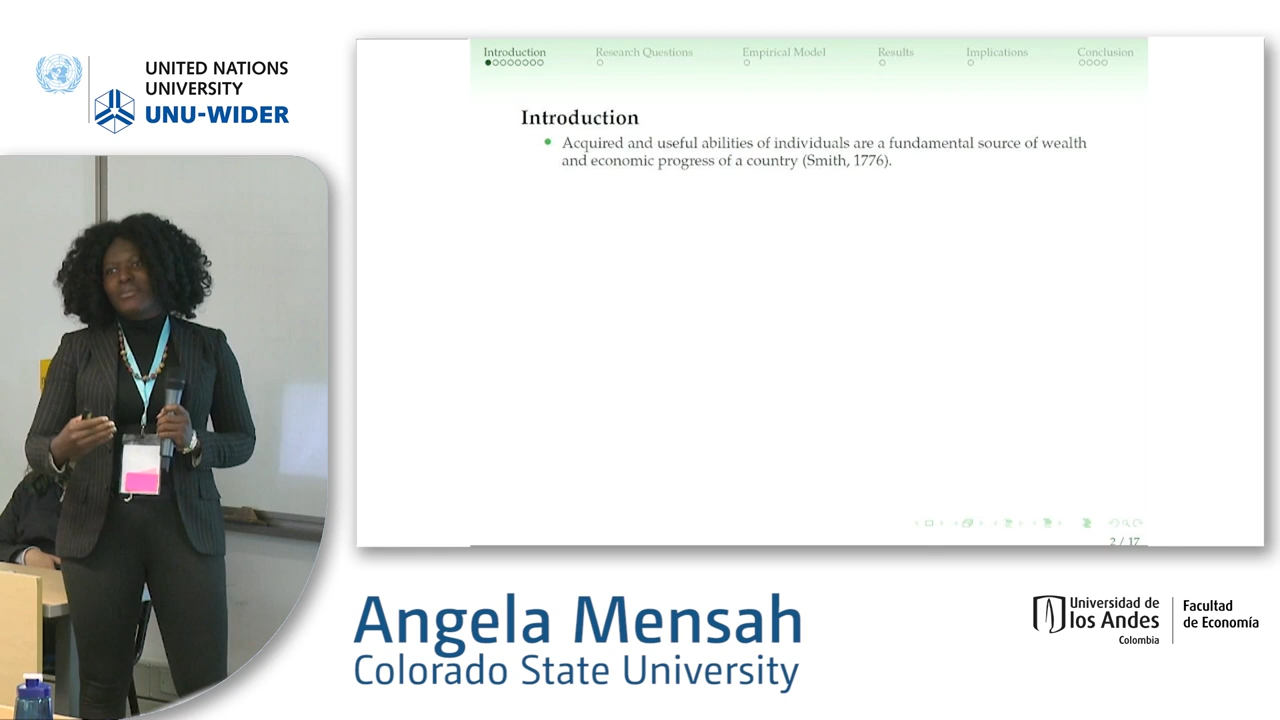 UNITED NATIONS
UNIVERSITY
UNU-WIDER
Introduction Research Questions Empirical Model Results Implications Conclusion
Introduction
Acquired and useful abilities of individuals are a fundamental source of wealth
and economic progress of a country (Smith, 1776).
2 / 17
Angela Mensah
Colorado State University
Universidad de
los Andes
Colombia
Facultad
de Economía